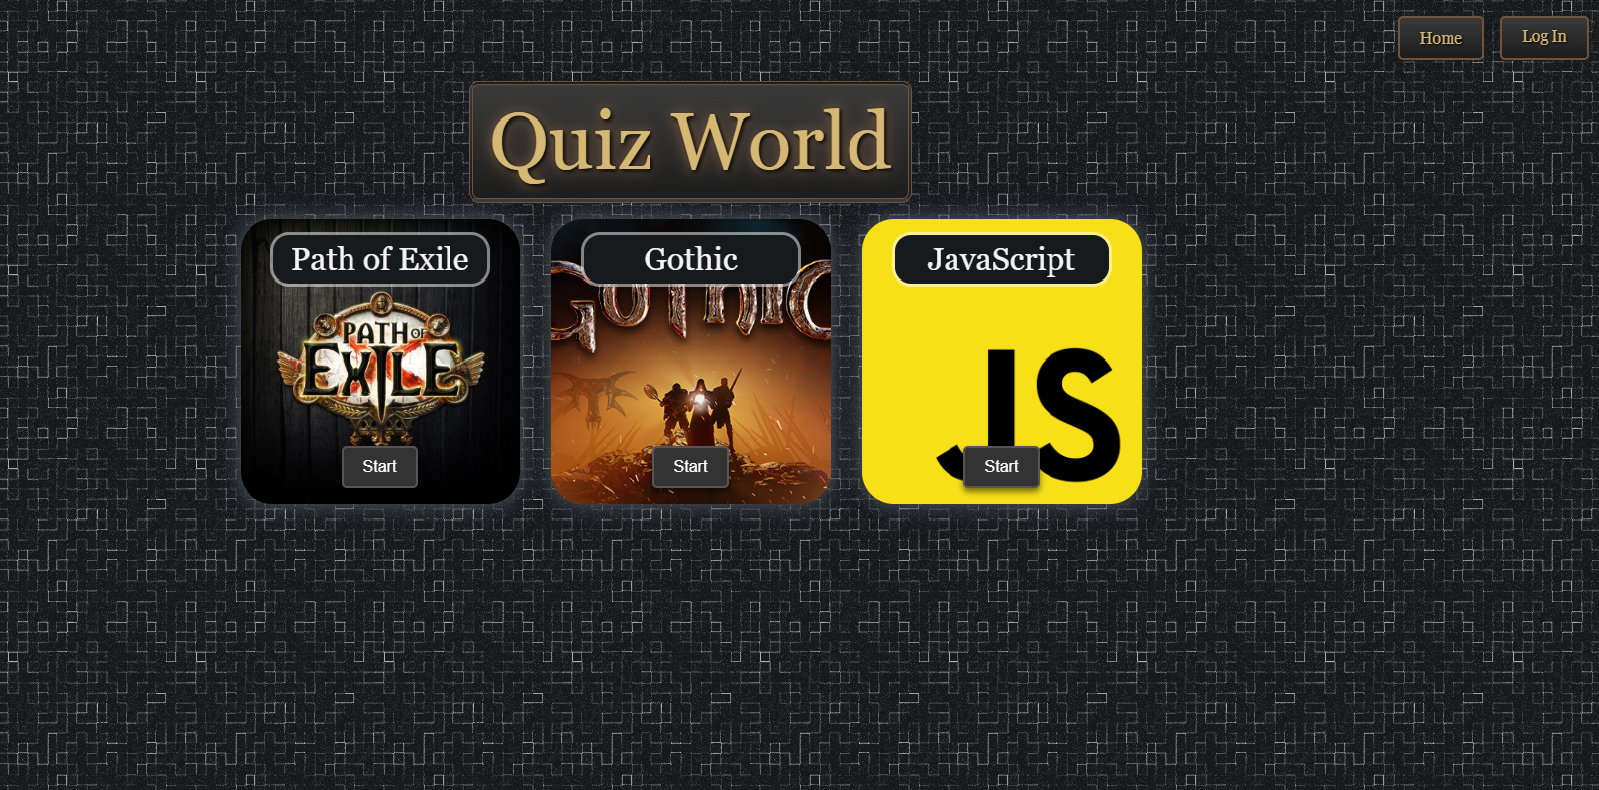 Home
Log In
Quiz World
Path of Exile
Gothic
JavaScript
PATH OF
EXILE
GOTHIC
JS
Start
Start
Start